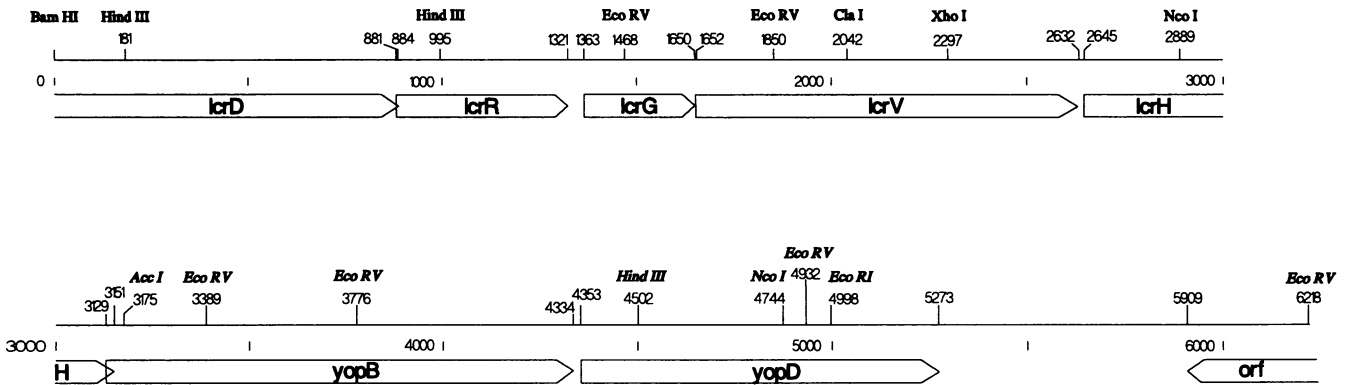 Bam HI Hind III Hind III Eco RV Eco RV Cla I Xho I Nco I
181 881 884 995 1321 1363 1468 1650 1652 1850 2042 2297 2632 2645 2889
0 1000 2000 3000
lcrD lcrR lcrG lcrV lcrH
Acc I Eco RV Eco RV Hind III Nco I Eco RV Eco RI Eco RV
3129 3151 3175 3389 3776 4334 4353 4502 4744 4932 4998 5273 5909 6218
3000 4000 5000 6000
H yopB yopD orf